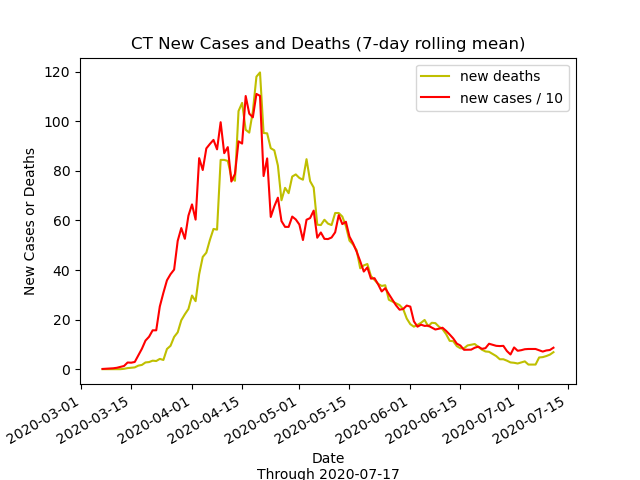 CT New Cases and Deaths (7-day rolling mean)
new deaths
new cases / 10
New Cases or Deaths
120
100
80
60
40
20
0
2020-03-01
2020-03-15
2020-04-01
2020-04-15
2020-05-01
2020-05-15
2020-06-01
2020-06-15
2020-07-01
2020-07-15
Date
Through 2020-07-17